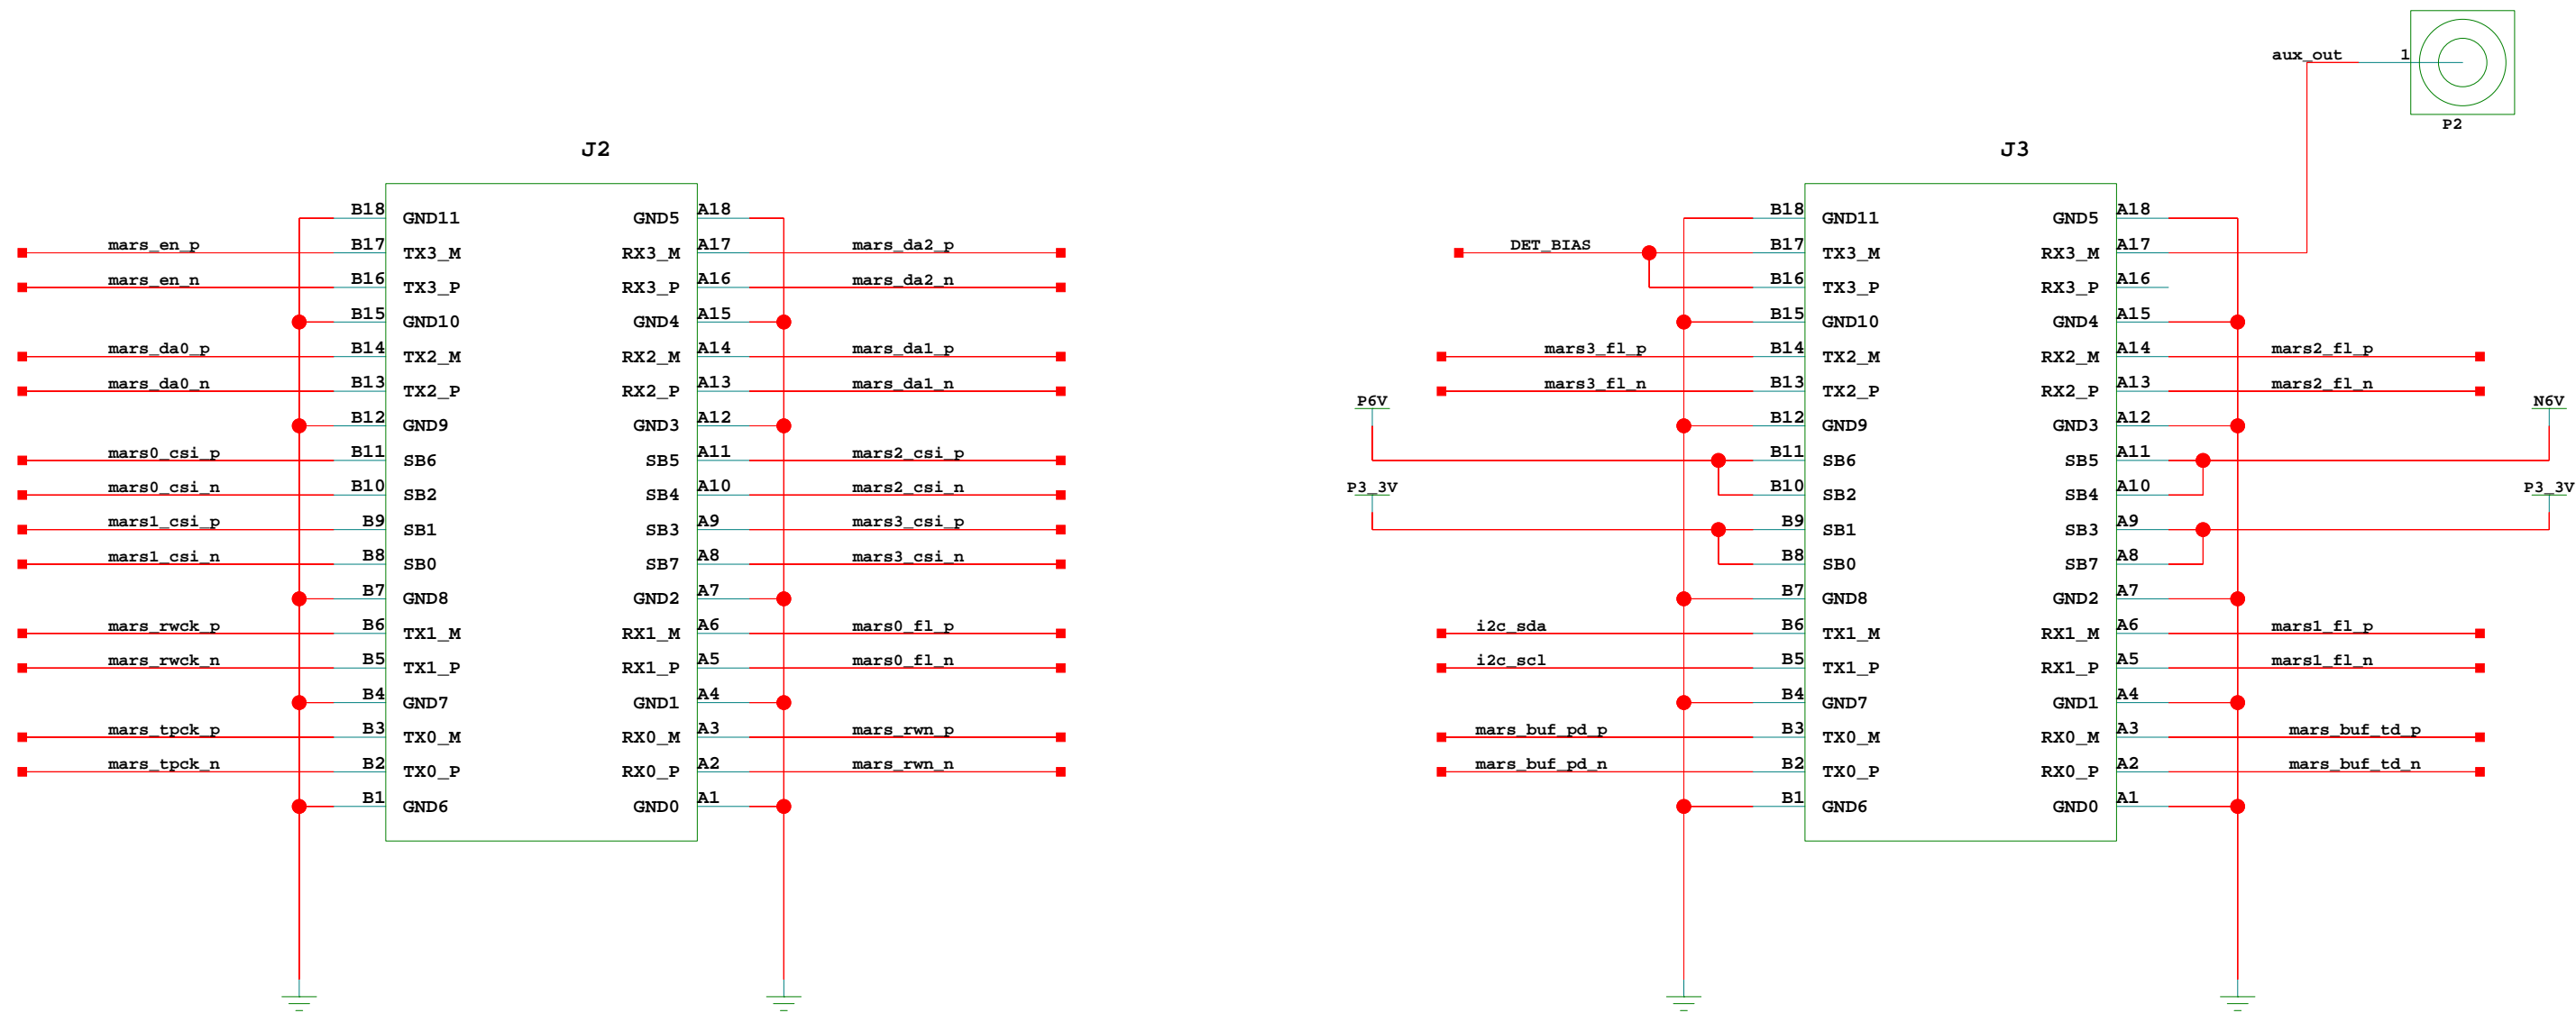 aux_out 1
P2
J2 J3
B18 GND11 GND5 A18 B18 GND11 GND5 A18
mars_en_p B17 TX3_M RX3_M A17 mars_da2_p DET_BIAS B17 TX3_M RX3_M A17
mars_en_n B16 TX3_P RX3_P A16 mars_da2_n B16 TX3_P RX3_P A16
B15 GND10 GND4 A15 B15 GND10 GND4 A15
mars_da0_p B14 TX2_M RX2_M A14 mars_da1_p mars3_fl_p B14 TX2_M RX2_M A14 mars2_fl_p
mars_da0_n B13 TX2_P RX2_P A13 mars_da1_n mars3_fl_n B13 TX2_P RX2_P A13 mars2_fl_n
P6V N6V
B12 GND9 GND3 A12 B12 GND9 GND3 A12
mars0_csi_p B11 SB6 SB5 A11 mars2_csi_p B11 SB6 SB5 A11
mars0_csi_n B10 SB2 SB4 A10 mars2_csi_n P3_3V B10 SB2 SB4 A10 P3_3V
mars1_csi_p B9 SB1 SB3 A9 mars3_csi_p B9 SB1 SB3 A9
mars1_csi_n B8 SB0 SB7 A8 mars3_csi_n B8 SB0 SB7 A8
B7 GND8 GND2 A7 B7 GND8 GND2 A7
mars_rwck_p B6 TX1_M RX1_M A6 mars0_fl_p i2c_sda B6 TX1_M RX1_M A6 mars1_fl_p
mars_rwck_n B5 TX1_P RX1_P A5 mars0_fl_n i2c_scl B5 TX1_P RX1_P A5 mars1_fl_n
B4 GND7 GND1 A4 B4 GND7 GND1 A4
mars_tpck_p B3 TX0_M RX0_M A3 mars_rwn_p mars_buf_pd_p B3 TX0_M RX0_M A3 mars_buf_td_p
mars_tpck_n B2 TX0_P RX0_P A2 mars_rwn_n mars_buf_pd_n B2 TX0_P RX0_P A2 mars_buf_td_n
B1 GND6 GND0 A1 B1 GND6 GND0 A1